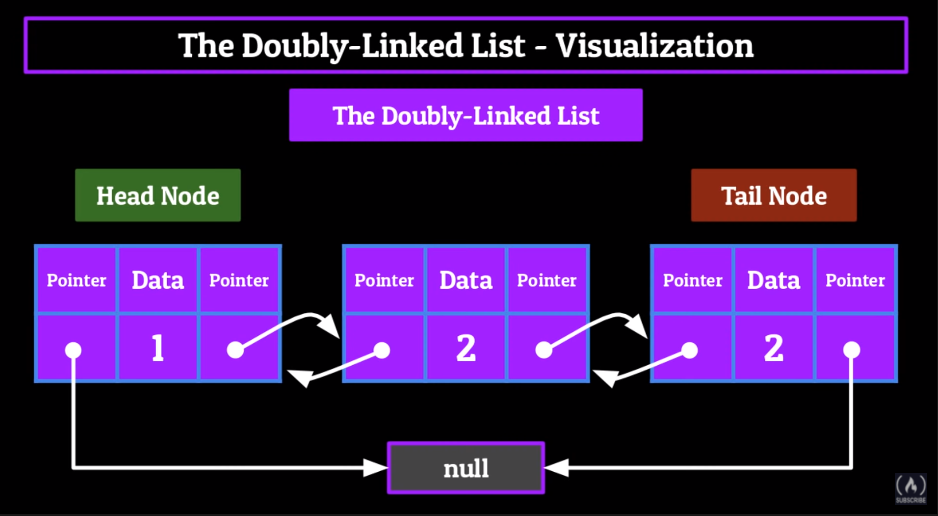 The Doubly-Linked List - Visualization
The Doubly-Linked List
Head Node
Tail Node
Pointer Data Pointer
1
Pointer Data Pointer
2
Pointer Data Pointer
2
null
SUBSCRIBE